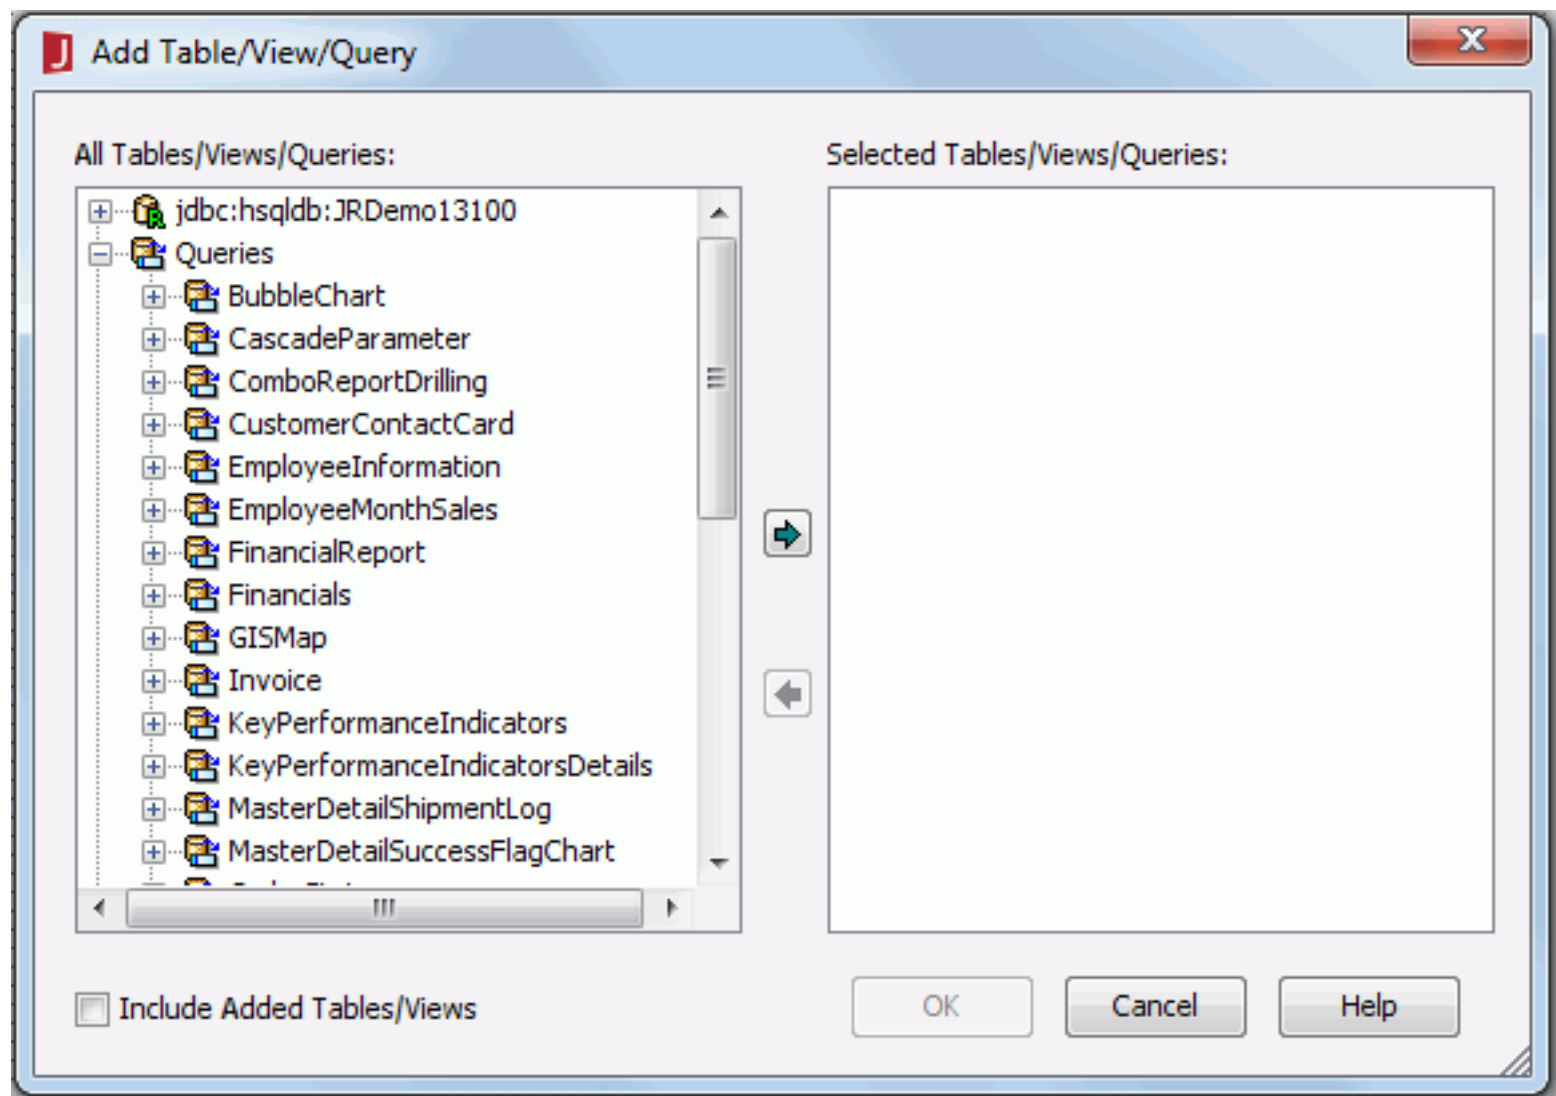 Add Table/View/Query
All Tables/Views/Queries:
Selected Tables/Views/Queries:
jdbc:hsqldb:JRDemo13100
Queries
BubbleChart
CascadeParameter
ComboReportDrilling
CustomerContactCard
EmployeeInformation
EmployeeMonthSales
FinancialReport
Financials
GISMap
Invoice
KeyPerformanceIndicators
KeyPerformanceIndicatorsDetails
MasterDetailShipmentLog
MasterDetailSuccessFlagChart
Include Added Tables/Views
OK
Cancel
Help